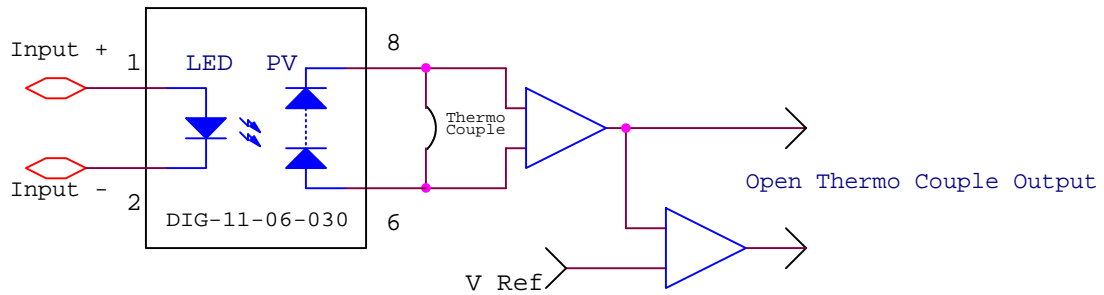 Input +
1
LED
PV
8
Thermo
Couple
Input -
2
DIG-11-06-030
6
Open Thermo Couple Output
V Ref